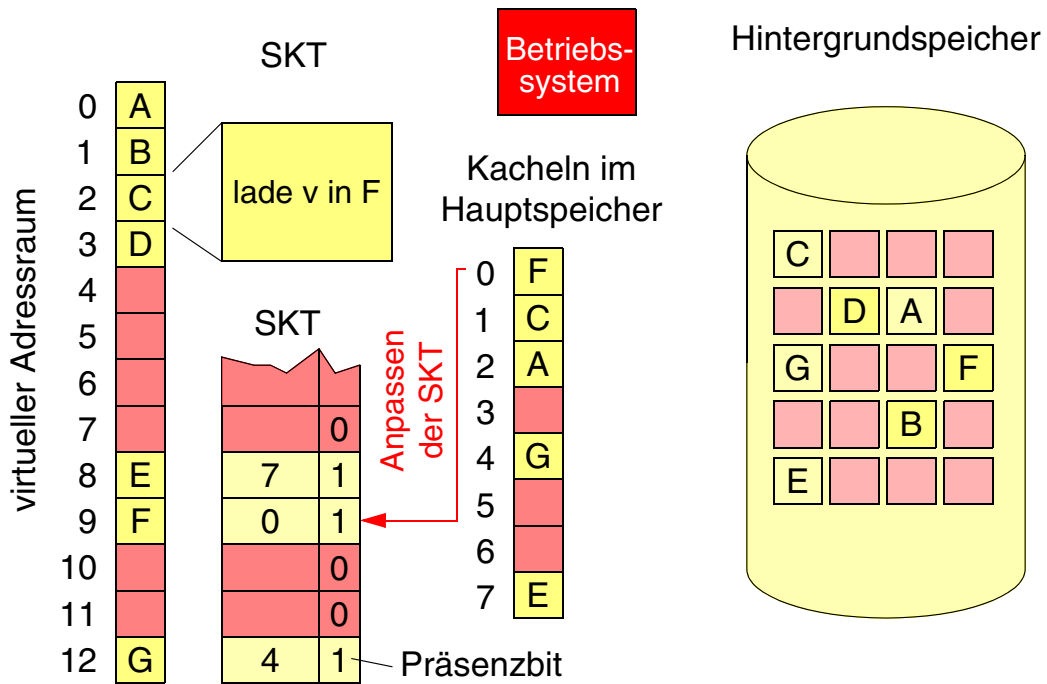 SKT
Betriebs-
system
Hintergrundspeicher
virtueller Adressraum
0 A
1 B
2 C
3 D
4
5
6
7
8 E
9 F
10
11
12 G
lade v in F
SKT
0
7 1
0 1
0
0
4 1
Präsenzbit
Anpassen
der SKT
Kacheln im
Hauptspeicher
0 F
1 C
2 A
3
4 G
5
6
7 E
C
D A
G F
B
E